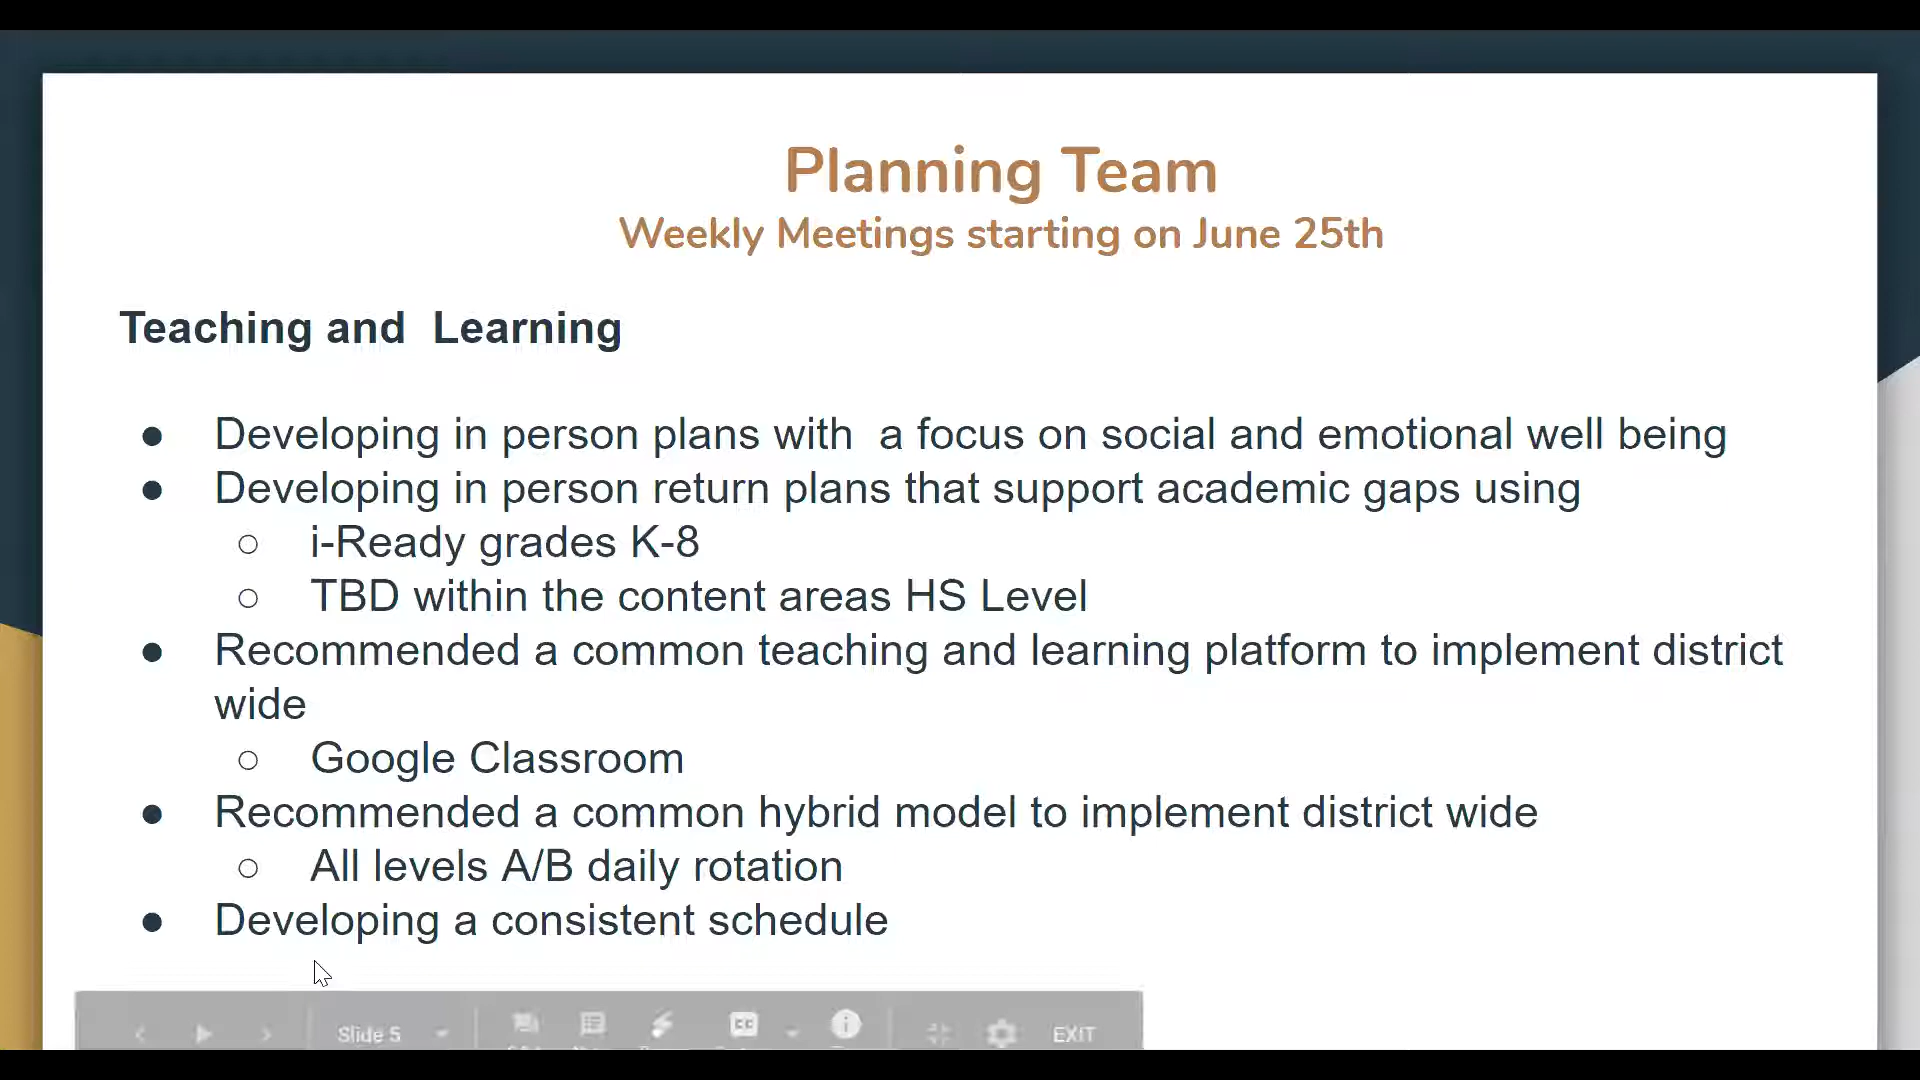 Planning Team
Weekly Meetings starting on June 25th
Teaching and  Learning
● Developing in person plans with  a focus on social and emotional well being
● Developing in person return plans that support academic gaps using
○ i-Ready grades K-8
○ TBD within the content areas HS Level
● Recommended a common teaching and learning platform to implement district
wide
○ Google Classroom
● Recommended a common hybrid model to implement district wide
○ All levels A/B daily rotation
● Developing a consistent schedule
Slide 5 CC EXIT